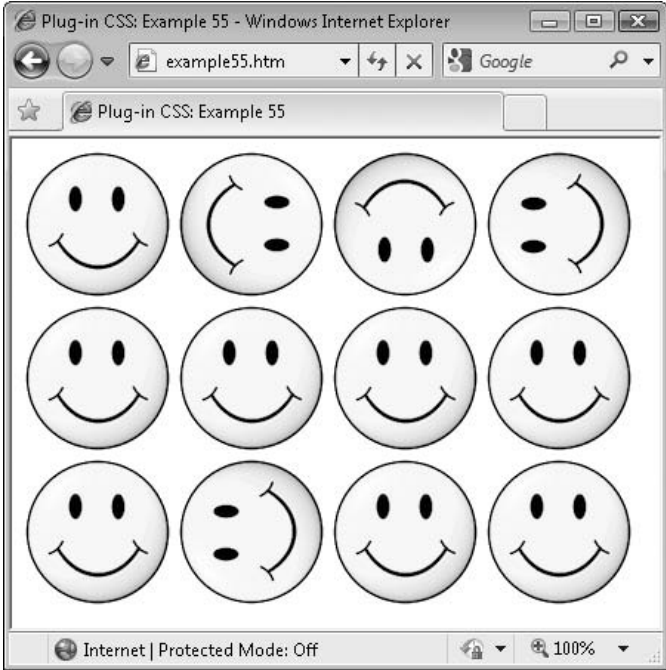 Plug-in CSS: Example 55 - Windows Internet Explorer
example55.htm
Google
Plug-in CSS: Example 55
Internet | Protected Mode: Off
100%